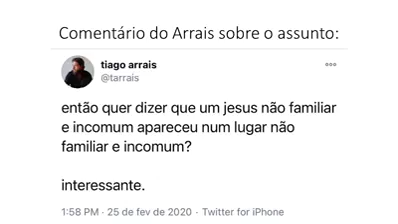 Comentário do Arrais sobre o assunto:
tiago arrais
@tarrais
então quer dizer que um jesus não familiar
e incomum apareceu num lugar não
familiar e incomum?
interessante.
1:58 PM · 25 de fev de 2020 · Twitter for iPhone